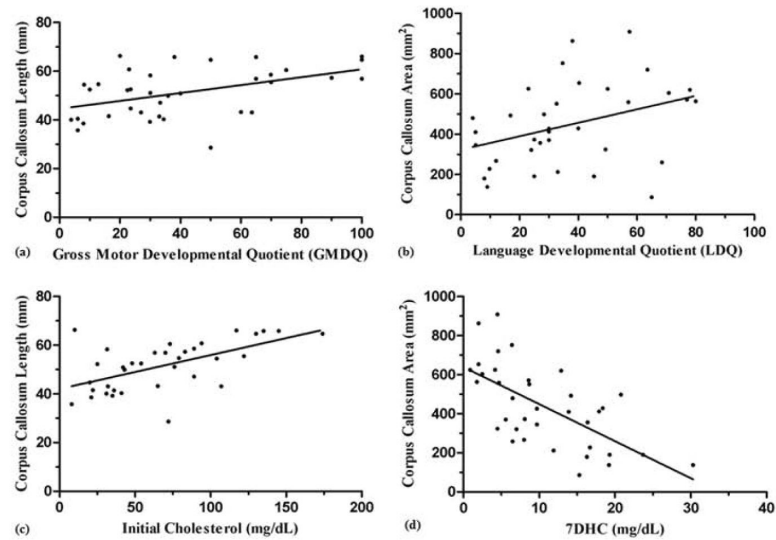 80
60
40
20
0
Corpus Callosum Length (mm)
0 20 40 60 80 100
(a) Gross Motor Developmental Quotient (GMDQ)
1000
800
600
400
200
0
Corpus Callosum Area (mm²)
0 20 40 60 80 100
(b) Language Developmental Quotient (LDQ)
80
60
40
20
0
Corpus Callosum Length (mm)
0 50 100 150 200
(c) Initial Cholesterol (mg/dL)
1000
800
600
400
200
0
Corpus Callosum Area (mm²)
0 10 20 30 40
(d) 7DHC (mg/dL)